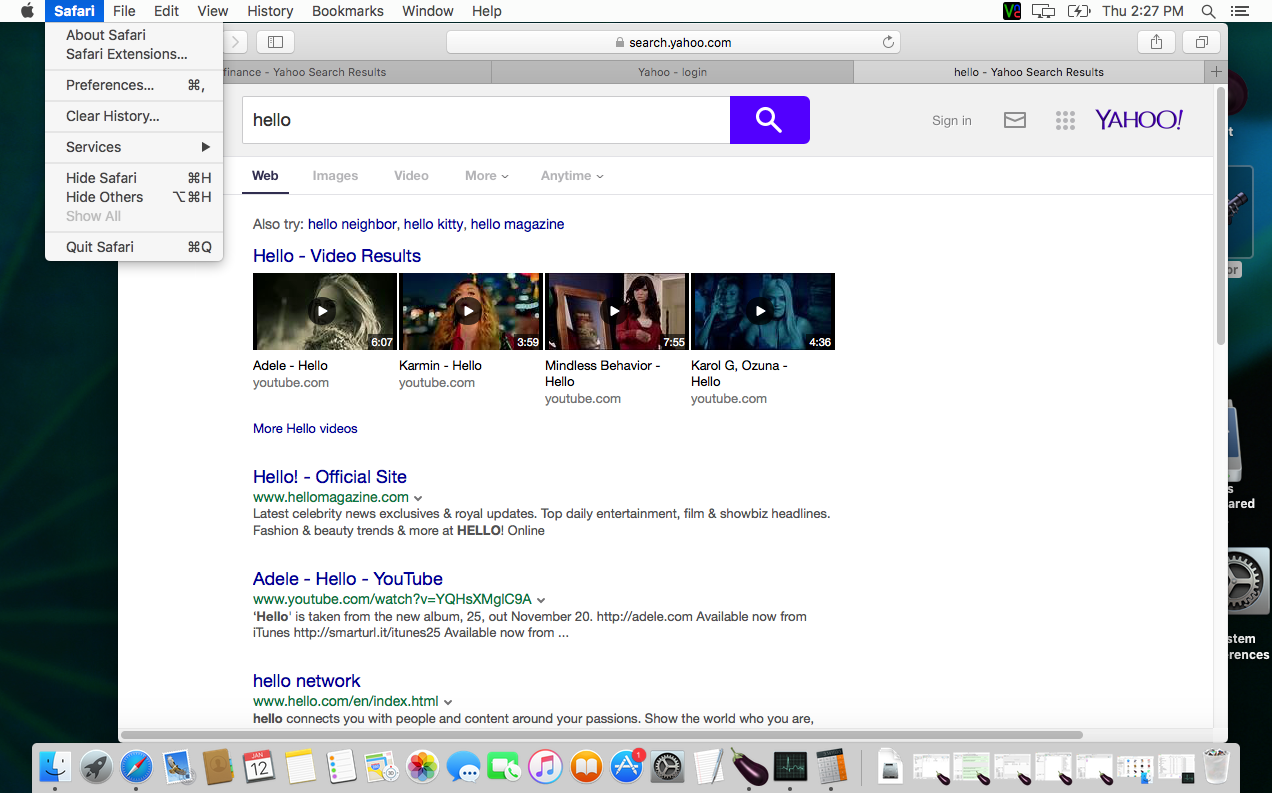 Safari File Edit View History Bookmarks Window Help Thu 2:27 PM
About Safari
Safari Extensions...
Preferences... ⌘,
Clear History...
Services
Hide Safari ⌘H
Hide Others ⌥⌘H
Show All
Quit Safari ⌘Q
search.yahoo.com
finance - Yahoo Search Results
Yahoo - login
hello - Yahoo Search Results
hello
Sign in
YAHOO!
Web Images Video More Anytime
Also try: hello neighbor, hello kitty, hello magazine
Hello - Video Results
6:07 3:59 7:55 4:36
Adele - Hello
youtube.com
Karmin - Hello
youtube.com
Mindless Behavior -
Hello
youtube.com
Karol G, Ozuna -
Hello
youtube.com
More Hello videos
Hello! - Official Site
www.hellomagazine.com
Latest celebrity news exclusives & royal updates. Top daily entertainment, film & showbiz headlines.
Fashion & beauty trends & more at HELLO! Online
Adele - Hello - YouTube
www.youtube.com/watch?v=YQHsXMglC9A
'Hello' is taken from the new album, 25, out November 20. http://adele.com Available now from
iTunes http://smarturl.it/itunes25 Available now from ...
hello network
www.hello.com/en/index.html
hello connects you with people and content around your passions. Show the world who you are,
t
or
s
ared
stem
rences
JAN
12
1